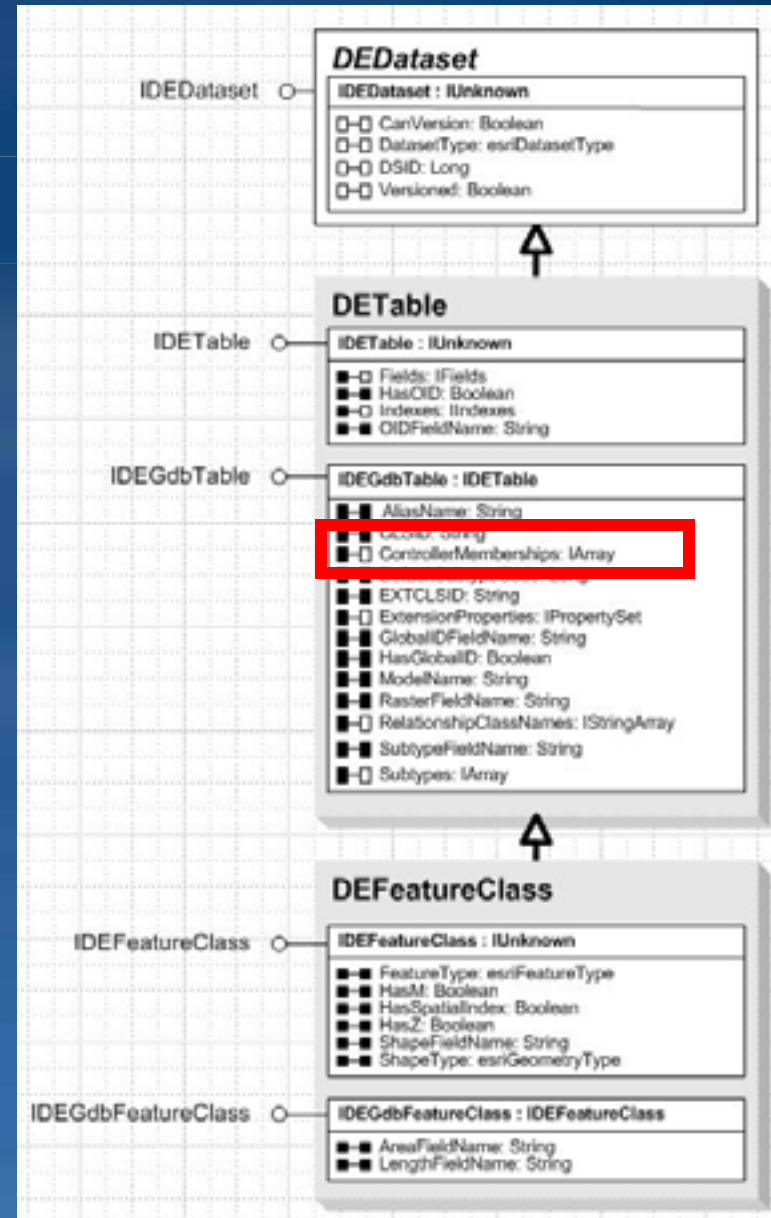 DEDataset
IDEDataset
IDEDataset : IUnknown
CanVersion: Boolean
DatasetType: esriDatasetType
DSID: Long
Versioned: Boolean
DETable
IDETable
IDETable : IUnknown
Fields: IFields
HasOID: Boolean
Indexes: IIndexes
OIDFieldName: String
IDEGdbTable
IDEGdbTable : IDETable
AliasName: String
CLSID: String
ControllerMemberships: IArray
EXTCLSID: String
ExtensionProperties: IPropertySet
GlobalIDFieldName: String
HasGlobalID: Boolean
ModelName: String
RasterFieldName: String
RelationshipClassNames: IStringArray
SubtypeFieldName: String
Subtypes: IArray
DEFeatureClass
IDEFeatureClass
IDEFeatureClass : IUnknown
FeatureType: esriFeatureType
HasM: Boolean
HasSpatialIndex: Boolean
HasZ: Boolean
ShapeFieldName: String
ShapeType: esriGeometryType
IDEGdbFeatureClass
IDEGdbFeatureClass : IDEFeatureClass
AreaFieldName: String
LengthFieldName: String